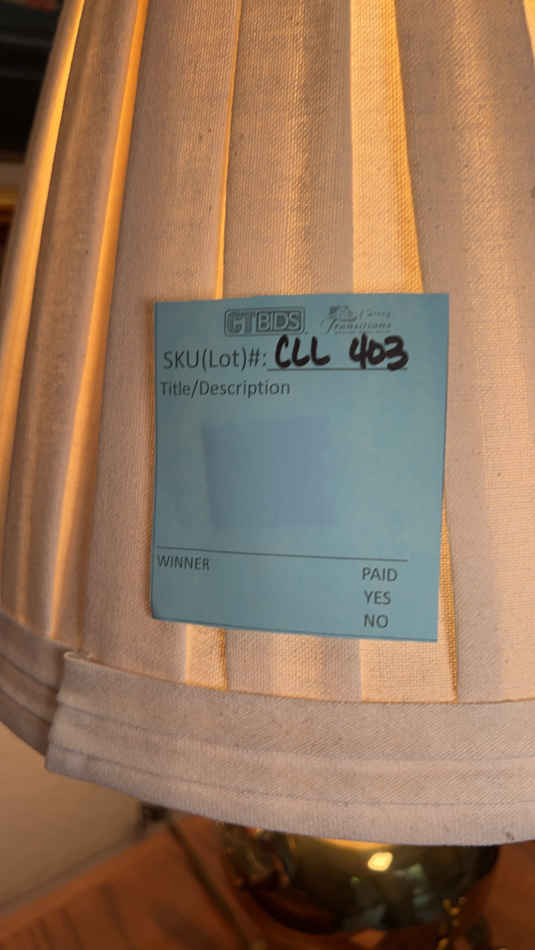 CTBIDS
Caring Transitions
SKU(Lot)#: CLL 403
Title/Description
WINNER
PAID
YES
NO